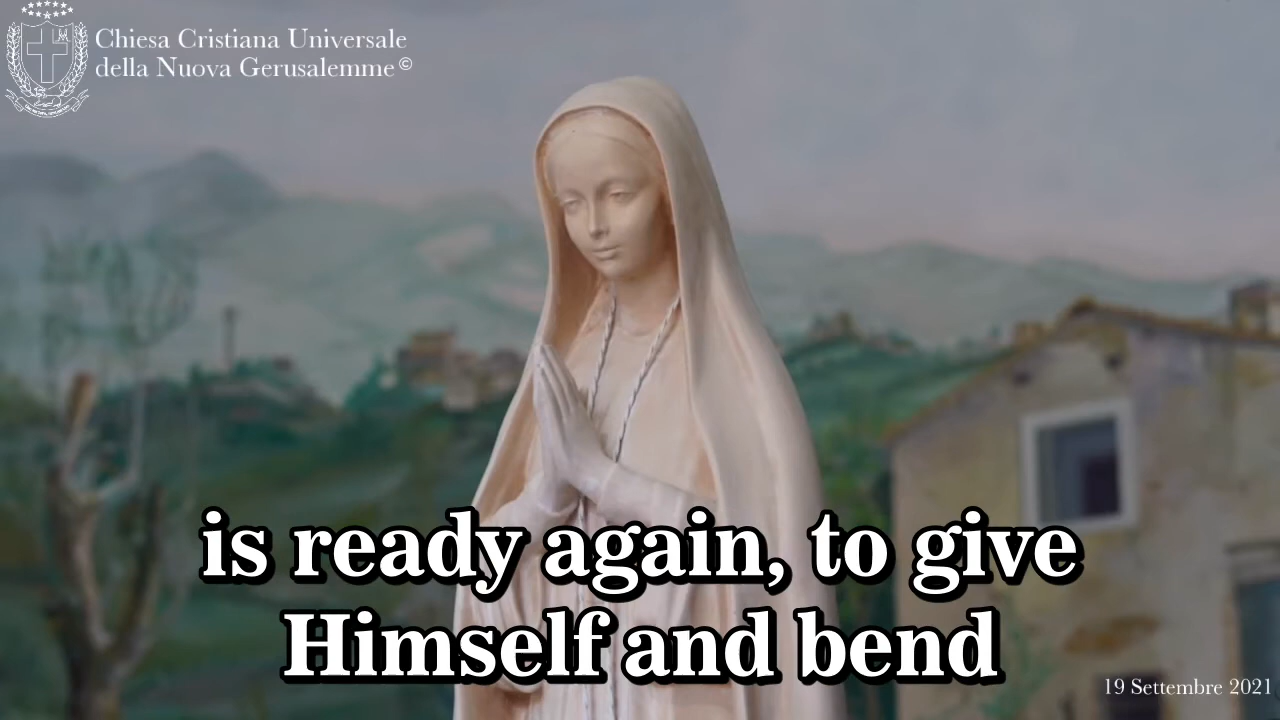 Chiesa Cristiana Universale
della Nuova Gerusalemme©
is ready again, to give
Himself and bend
19 Settembre 2021